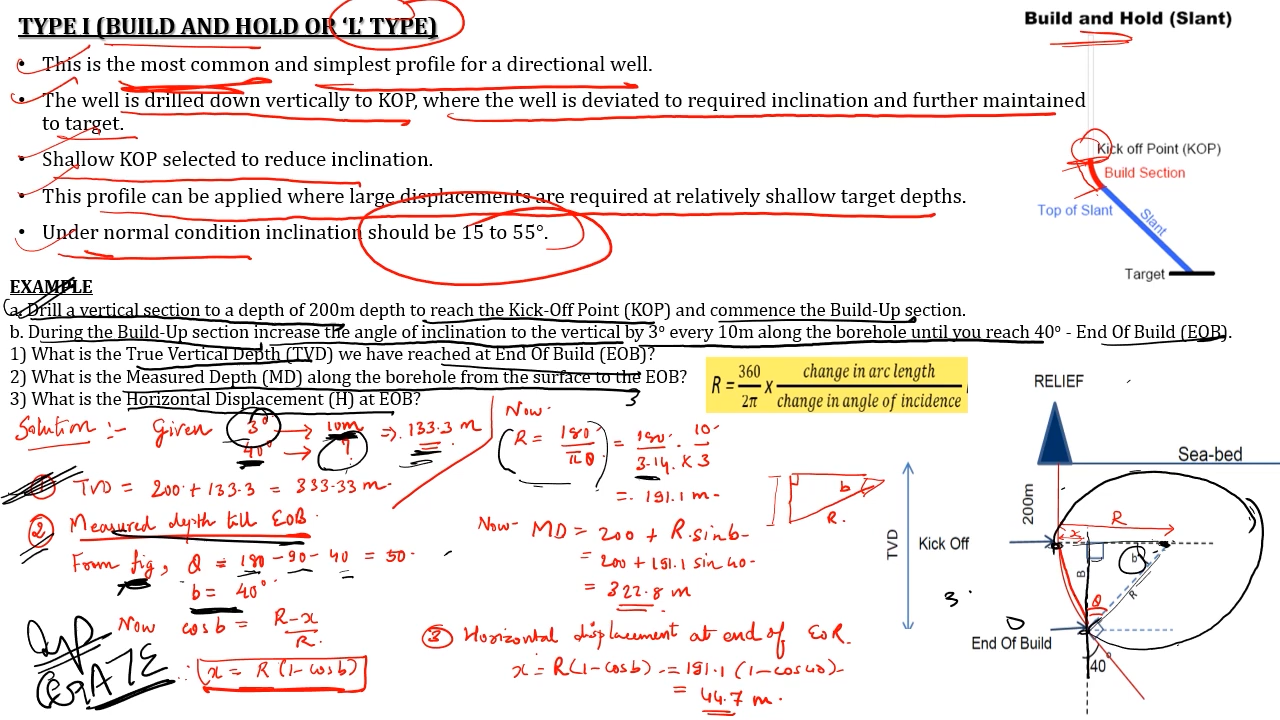 TYPE I (BUILD AND HOLD OR ‘L’ TYPE)
• This is the most common and simplest profile for a directional well.
• The well is drilled down vertically to KOP, where the well is deviated to required inclination and further maintained
to target.
• Shallow KOP selected to reduce inclination.
• This profile can be applied where large displacements are required at relatively shallow target depths.
• Under normal condition inclination should be 15 to 55°.
Build and Hold (Slant)
Kick off Point (KOP)
Build Section
Top of Slant
Slant
Target
EXAMPLE
a. Drill a vertical section to a depth of 200m depth to reach the Kick-Off Point (KOP) and commence the Build-Up section.
b. During the Build-Up section increase the angle of inclination to the vertical by 3° every 10m along the borehole until you reach 40° - End Of Build (EOB).
1) What is the True Vertical Depth (TVD) we have reached at End Of Build (EOB)?
2) What is the Measured Depth (MD) along the borehole from the surface to the EOB?
3) What is the Horizontal Displacement (H) at EOB?
R = 360/2π x change in arc length/change in angle of incidence
Solution :- Given 3° → 10m ⇒ 133.3 m
40° → ?
① TVD = 200 + 133.3 = 333.33 m
② Measured depth till EOB
From fig, θ = 180 - 90 - 40 = 50
b = 40°
Now cos b = R-x/R
∴ x = R (1 - cos b)
GATE
Now
3
R = 180/πθ = 180/3.14 . 10/x 3
= 191.1 m
Now MD = 200 + R.sinb
= 200 + 191.1 sin 40
= 322.8 m
③ Horizontal displacement at end of EOR.
x = R(1 - cos b) = 191.1 (1 - cos 40)
= 44.7 m
b
R.
RELIEF
Sea-bed
200m
R
x
TVD
Kick Off
B
b
R
θ
3
End Of Build
40°